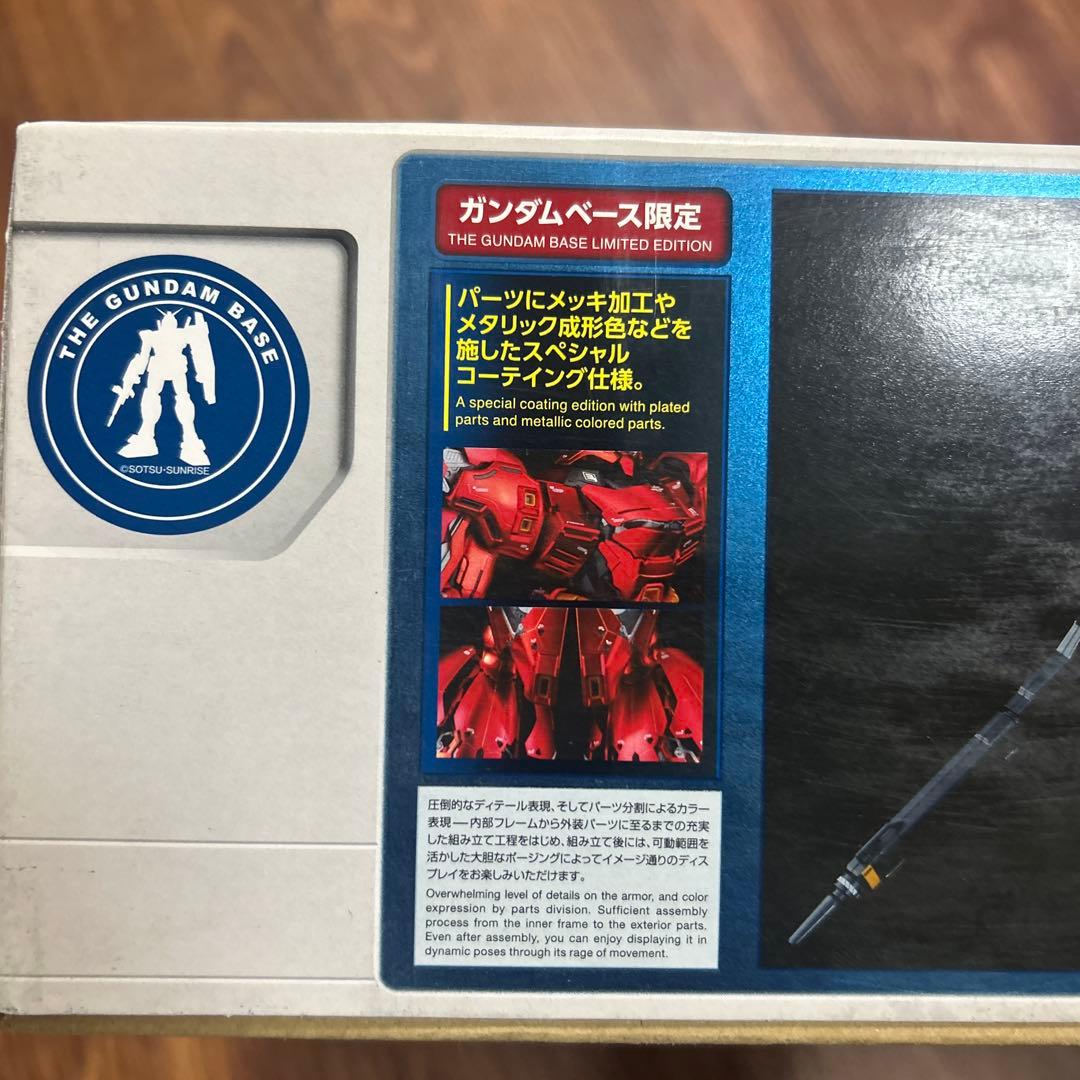 THE GUNDAM BASE
©SOTSU・SUNRISE
ガンダムベース限定
THE GUNDAM BASE LIMITED EDITION
パーツにメッキ加工や
メタリック成形色などを
施したスペシャル
コーテイング仕様。
A special coating edition with plated
parts and metallic colored parts.
圧倒的なディテール表現、そしてパーツ分割によるカラー
表現―内部フレームから外装パーツに至るまでの充実
した組み立て工程をはじめ、組み立て後には、可動範囲を
活かした大胆なポージングによってイメージ通りのディス
プレイをお楽しみいただけます。
Overwhelming level of details on the armor, and color
expression by parts division. Sufficient assembly
process from the inner frame to the exterior parts.
Even after assembly, you can enjoy displaying it in
dynamic poses through its rage of movement.